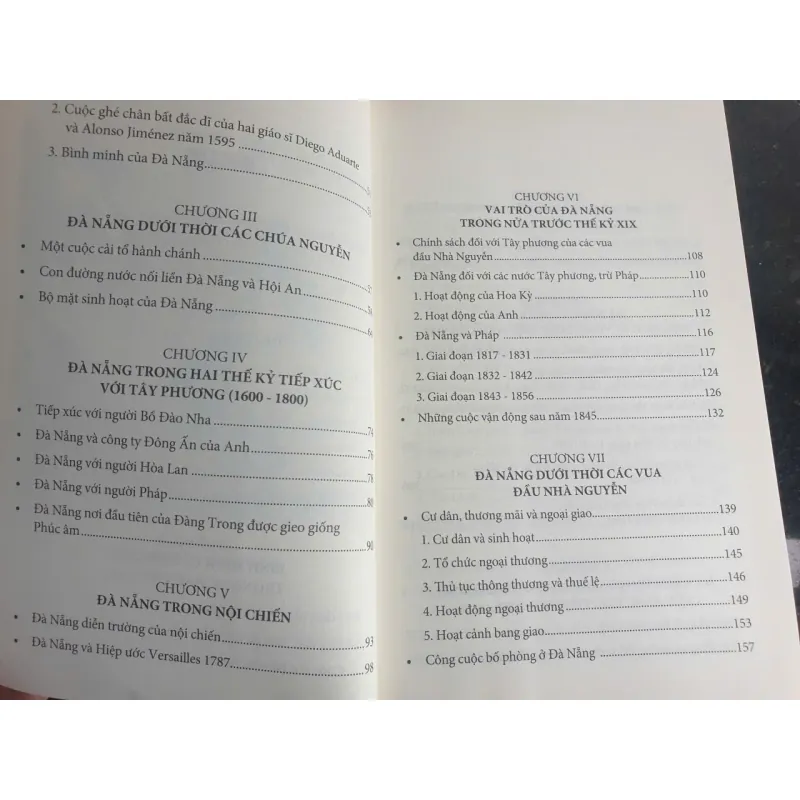 2. Cuộc ghé chân bất đắc dĩ của hai giáo sĩ Diego Aduarte
và Alonso Jiménez năm 1595
3. Bình minh của Đà Nẵng
CHƯƠNG III
ĐÀ NẴNG DƯỚI THỜI CÁC CHÚA NGUYỄN
• Một cuộc cải tổ hành chánh
• Con đường nước nối liền Đà Nẵng và Hội An
• Bộ mặt sinh hoạt của Đà Nẵng
CHƯƠNG IV
ĐÀ NẴNG TRONG HAI THẾ KỶ TIẾP XÚC
VỚI TÂY PHƯƠNG (1600 - 1800)
• Tiếp xúc với người Bồ Đào Nha 74
• Đà Nẵng và công ty Đông Ấn của Anh 76
• Đà Nẵng với người Hòa Lan 78
• Đà Nẵng với người Pháp 80
• Đà Nẵng nơi đầu tiên của Đàng Trong được gieo giống
Phúc âm 90
CHƯƠNG V
ĐÀ NẴNG TRONG NỘI CHIẾN
• Đà Nẵng diễn trường của nội chiến 93
• Đà Nẵng và Hiệp ước Versailles 1787 98
CHƯƠNG VI
VAI TRÒ CỦA ĐÀ NẴNG
TRONG NỬA TRƯỚC THẾ KỶ XIX
• Chính sách đối với Tây phương của các vua
đầu Nhà Nguyễn 108
• Đà Nẵng đối với các nước Tây phương, trừ Pháp 110
1. Hoạt động của Hoa Kỳ 110
2. Hoạt động của Anh 112
• Đà Nẵng và Pháp 116
1. Giai đoạn 1817 - 1831 117
2. Giai đoạn 1832 - 1842 124
3. Giai đoạn 1843 - 1856 126
• Những cuộc vận động sau năm 1845 132
CHƯƠNG VII
ĐÀ NẴNG DƯỚI THỜI CÁC VUA
ĐẦU NHÀ NGUYỄN
• Cư dân, thương mãi và ngoại giao 139
1. Cư dân và sinh hoạt 140
2. Tổ chức ngoại thương 145
3. Thủ tục thông thương và thuế lệ 146
4. Hoạt động ngoại thương 149
5. Hoạt cảnh bang giao 153
• Công cuộc bố phòng ở Đà Nẵng 157